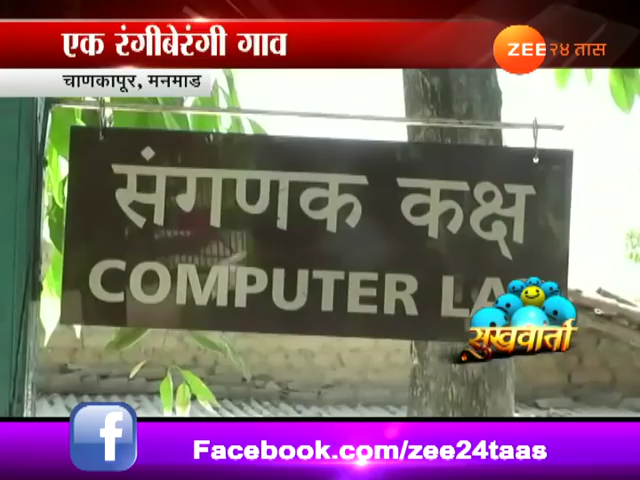 एक रंगीबेरंगी गाव
ZEE २४ तास
चाणकापूर, मनमाड
संगणक कक्ष
COMPUTER LA
सुखवार्ता
Facebook.com/zee24taas